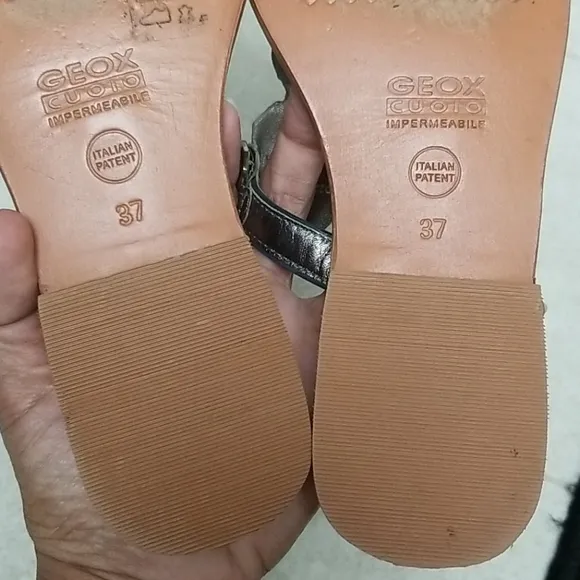 GEOX
CUOIO
IMPERMEABILE
ITALIAN
PATENT
37
GEOX
CUOIO
IMPERMEABILE
ITALIAN
PATENT
37